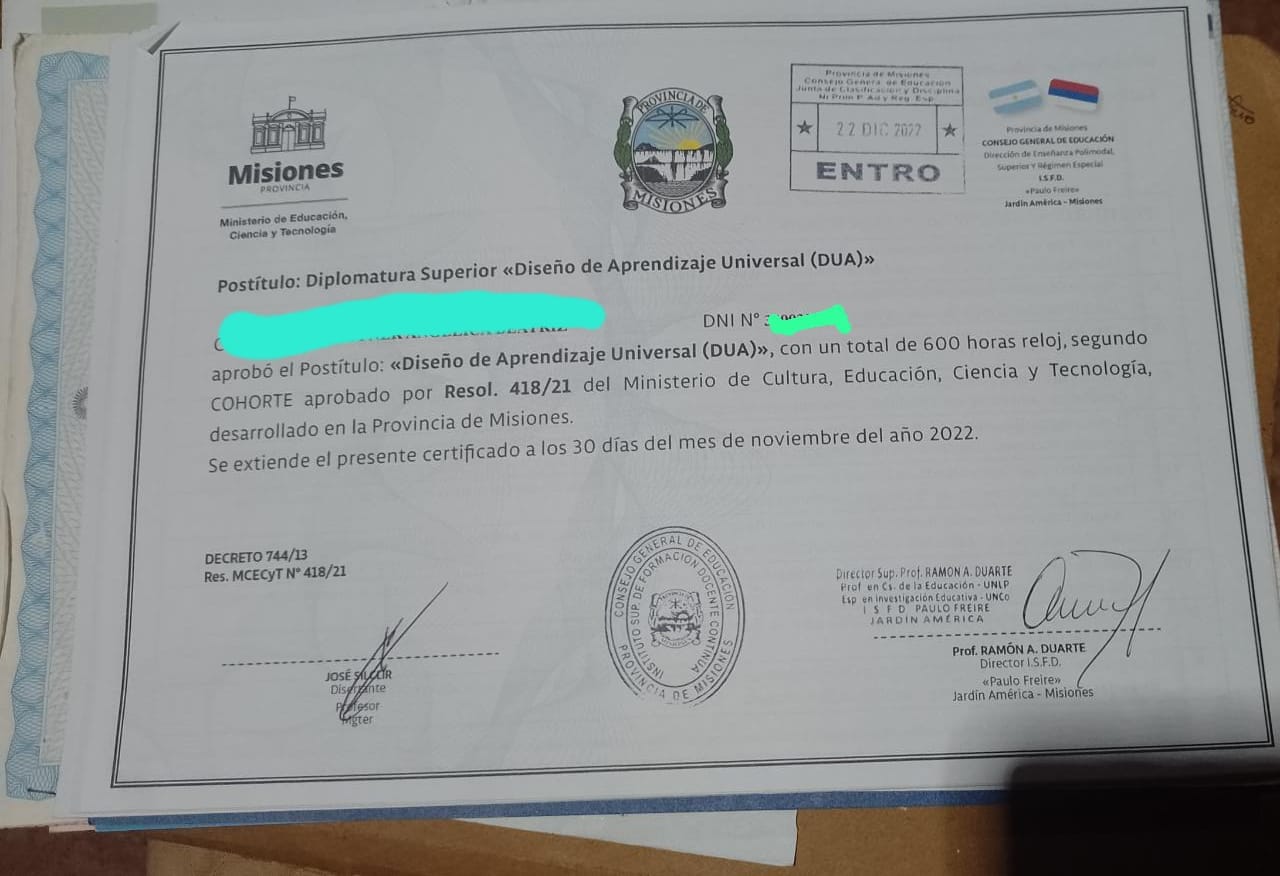 Misiones
PROVINCIA
Ministerio de Educación,
Ciencia y Tecnología
PROVINCIA DE
MISIONES
Provincia de Misiones
Consejo General de Educación
Junta de Clasificación y Disciplina
22 DIC 2022
ENTRO
Provincia de Misiones
CONSEJO GENERAL DE EDUCACIÓN
Dirección de Enseñanza Polimodal,
Superior Y Régimen Especial
I.S.F.D.
«Paulo Freire»
Jardín América - Misiones
Postítulo: Diplomatura Superior «Diseño de Aprendizaje Universal (DUA)»
DNI N°
aprobó el Postítulo: «Diseño de Aprendizaje Universal (DUA)», con un total de 600 horas reloj, segundo
COHORTE aprobado por Resol. 418/21 del Ministerio de Cultura, Educación, Ciencia y Tecnología,
desarrollado en la Provincia de Misiones.
Se extiende el presente certificado a los 30 días del mes de noviembre del año 2022.
DECRETO 744/13
Res. MCECyT N° 418/21
JOSÉ
Disertante
Profesor
Mgter
CONSEJO GENERAL DE EDUCACIÓN
INSTITUTO SUP. DE FORMACION DOCENTE CONTINUA
PROVINCIA DE MISIONES
Director Sup. Prof. RAMON A. DUARTE
Prof en Cs. de la Educación - UNLP
Esp en Investigación Educativa - UNCo
I S F D PAULO FREIRE
JARDIN AMÉRICA
Prof. RAMÓN A. DUARTE
Director I.S.F.D.
«Paulo Freire»
Jardín América - Misiones